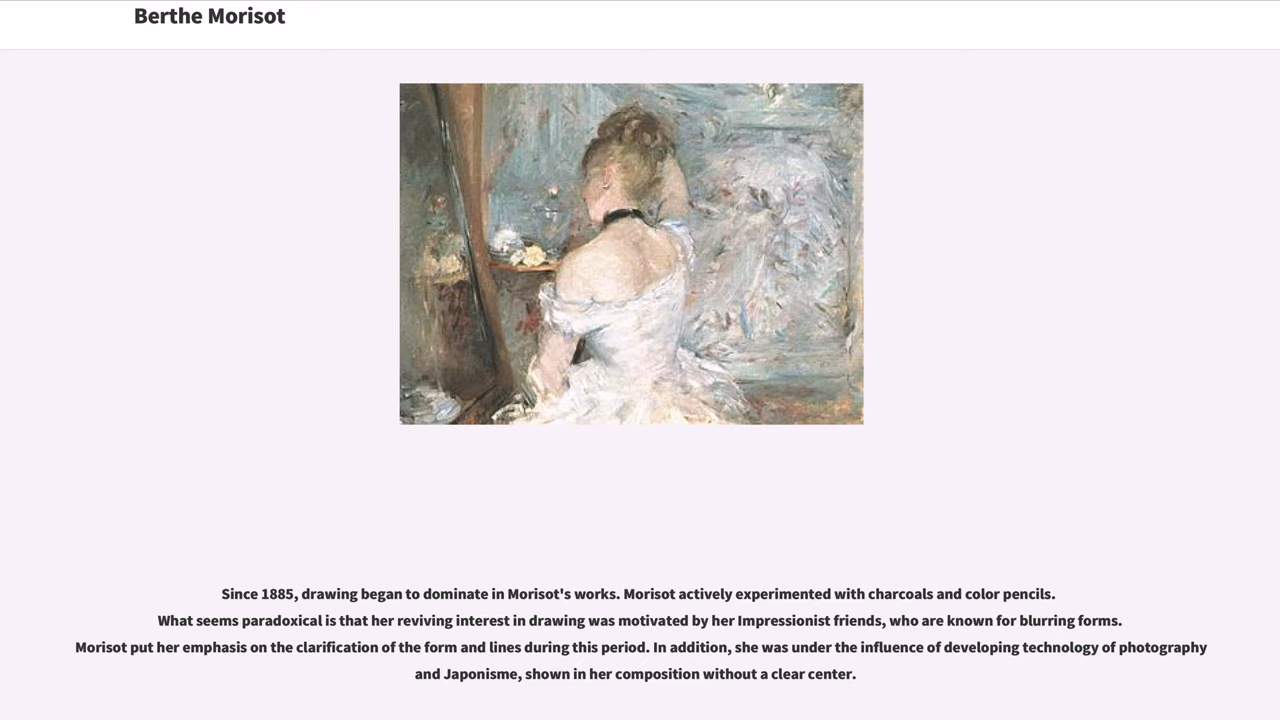 Berthe Morisot
Since 1885, drawing began to dominate in Morisot's works. Morisot actively experimented with charcoals and color pencils.
What seems paradoxical is that her reviving interest in drawing was motivated by her Impressionist friends, who are known for blurring forms.
Morisot put her emphasis on the clarification of the form and lines during this period. In addition, she was under the influence of developing technology of photography
and Japonisme, shown in her composition without a clear center.